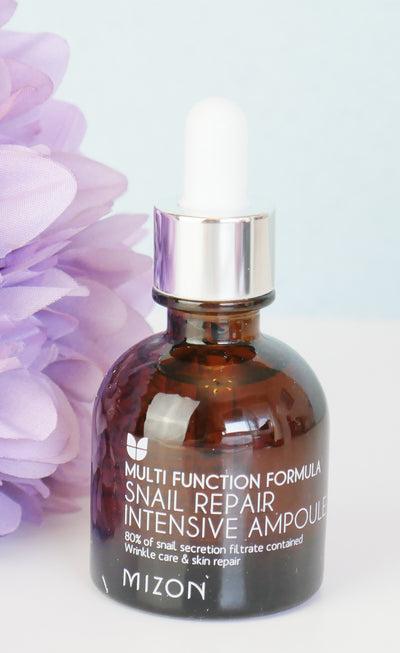 MULTI FUNCTION FORMULA
SNAIL REPAIR
INTENSIVE AMPOULE
80% of snail secretion filtrate contained
Wrinkle care & skin repair
MIZON